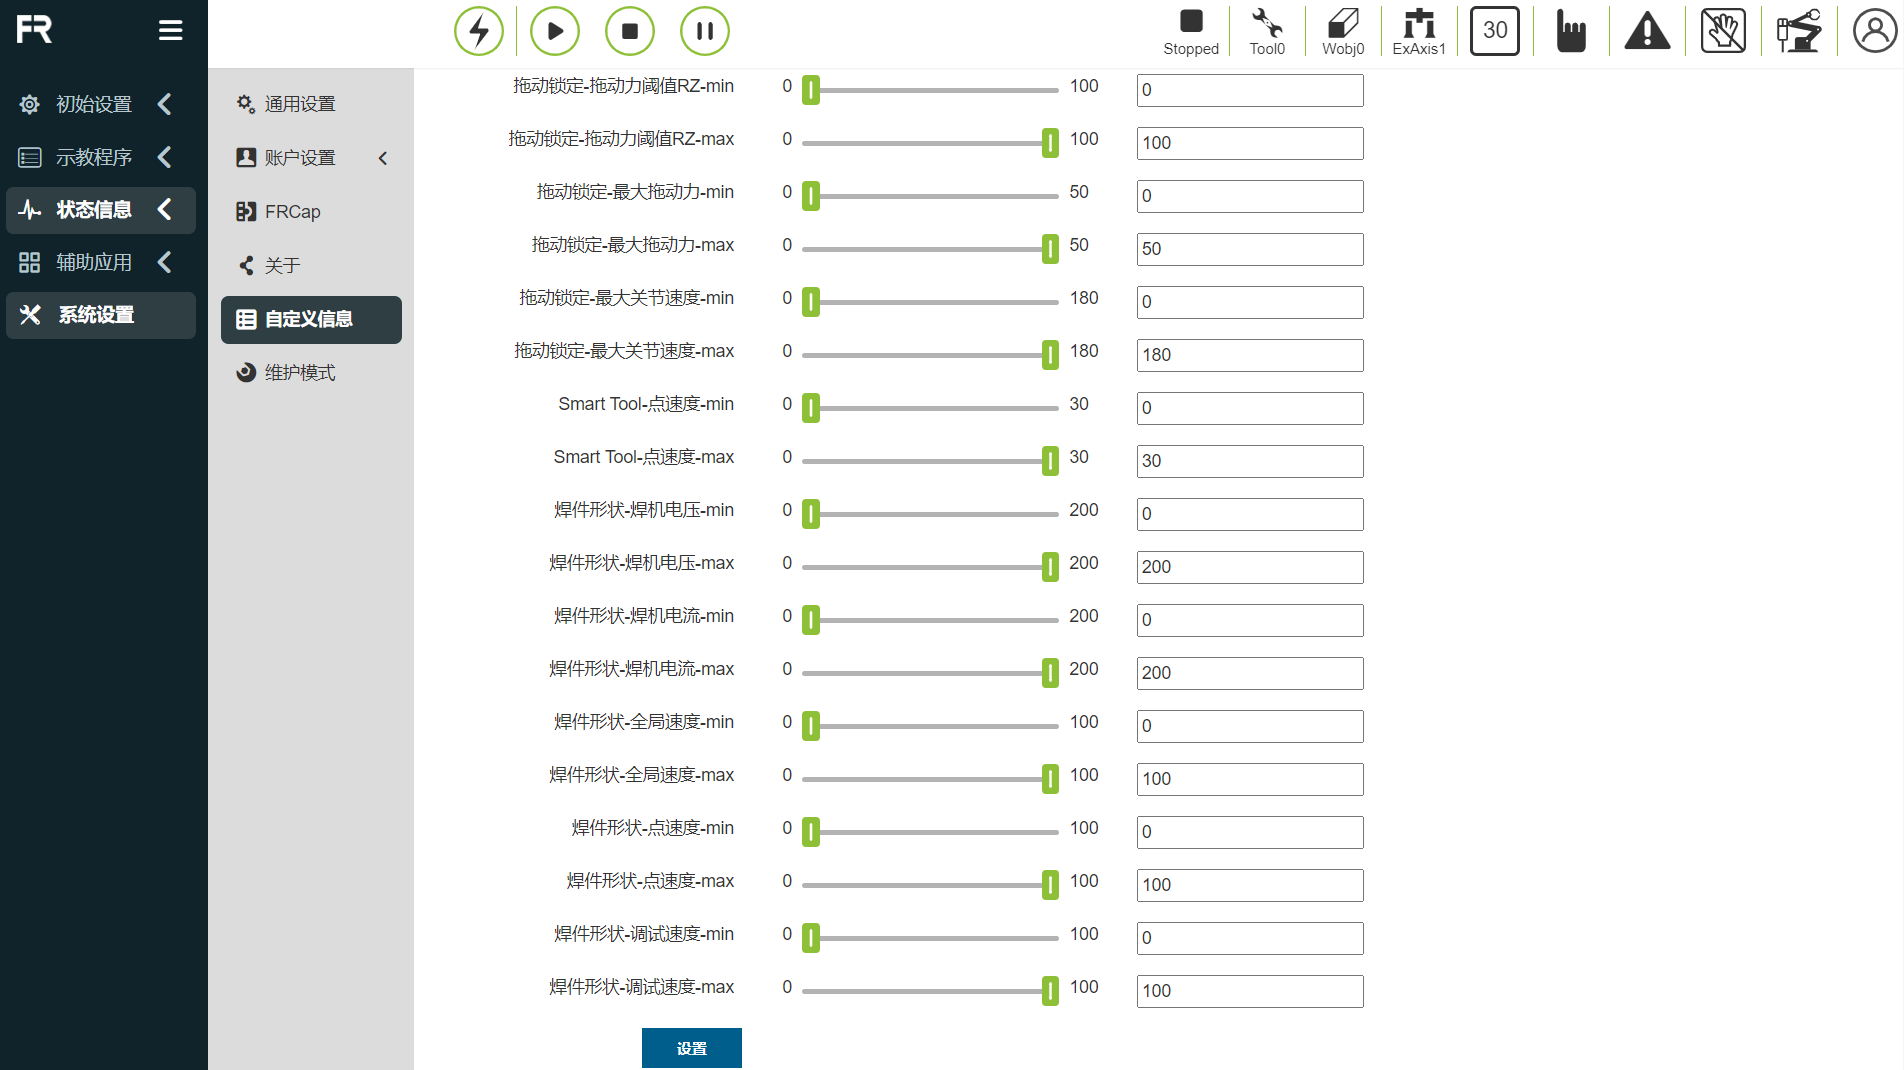 FR
Stopped
Tool0
Wobj0
ExAxis1
30
初始设置
示教程序
状态信息
辅助应用
系统设置
通用设置
账户设置
FRCap
关于
自定义信息
维护模式
拖动锁定-拖动力阈值RZ-min 0 100 0
拖动锁定-拖动力阈值RZ-max 0 100 100
拖动锁定-最大拖动力-min 0 50 0
拖动锁定-最大拖动力-max 0 50 50
拖动锁定-最大关节速度-min 0 180 0
拖动锁定-最大关节速度-max 0 180 180
Smart Tool-点速度-min 0 30 0
Smart Tool-点速度-max 0 30 30
焊件形状-焊机电压-min 0 200 0
焊件形状-焊机电压-max 0 200 200
焊件形状-焊机电流-min 0 200 0
焊件形状-焊机电流-max 0 200 200
焊件形状-全局速度-min 0 100 0
焊件形状-全局速度-max 0 100 100
焊件形状-点速度-min 0 100 0
焊件形状-点速度-max 0 100 100
焊件形状-调试速度-min 0 100 0
焊件形状-调试速度-max 0 100 100
设置